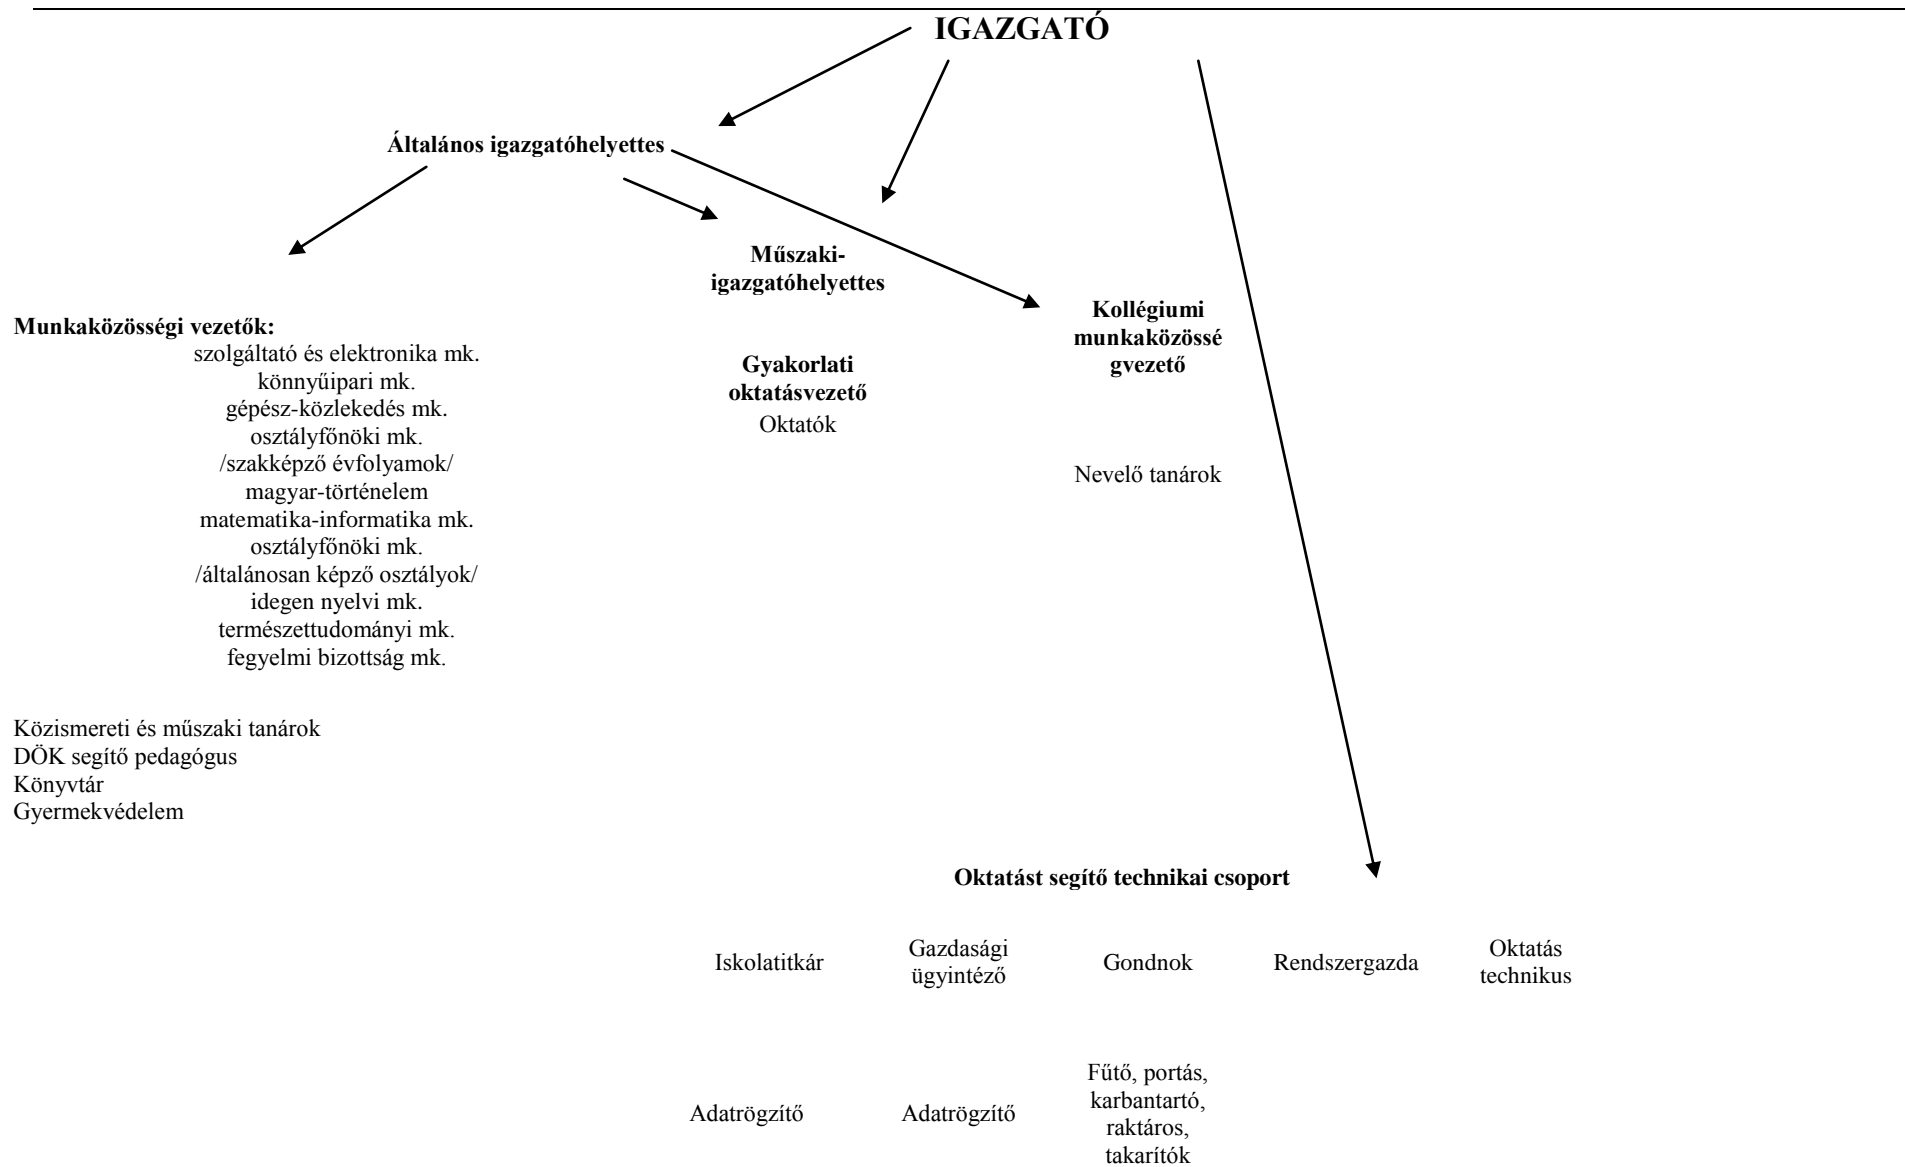 IGAZGATÓ
Általános igazgatóhelyettes
Műszaki-
igazgatóhelyettes
Kollégiumi
munkaközössé
gvezető
Munkaközösségi vezetők:
szolgáltató és elektronika mk.
könnyűipari mk.
gépész-közlekedés mk.
osztályfőnöki mk.
/szakképző évfolyamok/
magyar-történelem
matematika-informatika mk.
osztályfőnöki mk.
/általánosan képző osztályok/
idegen nyelvi mk.
természettudományi mk.
fegyelmi bizottság mk.
Gyakorlati
oktatásvezető
Oktatók
Nevelő tanárok
Közismereti és műszaki tanárok
DÖK segítő pedagógus
Könyvtár
Gyermekvédelem
Oktatást segítő technikai csoport
Iskolatitkár
Gazdasági
ügyintéző
Gondnok
Rendszergazda
Oktatás
technikus
Adatrögzítő
Adatrögzítő
Fűtő, portás,
karbantartó,
raktáros,
takarítók